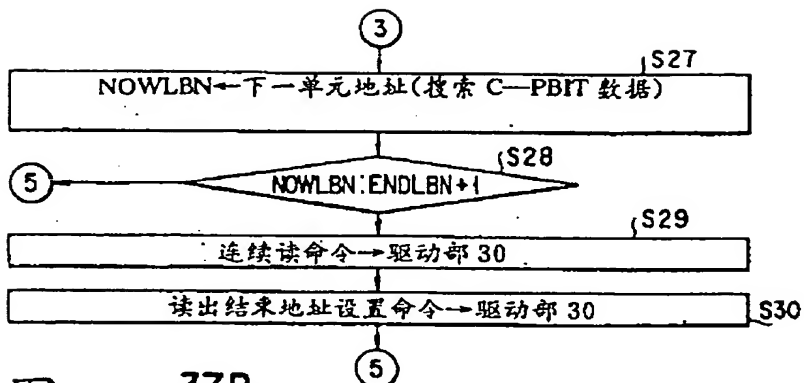 3
S27
NOWLBN←下一单元地址(搜索 C—PBIT 数据)
S28
5
NOWLBN:ENDLBN+1
S29
连续读命令→驱动部 30
读出结束地址设置命令→驱动部 30
S30
5